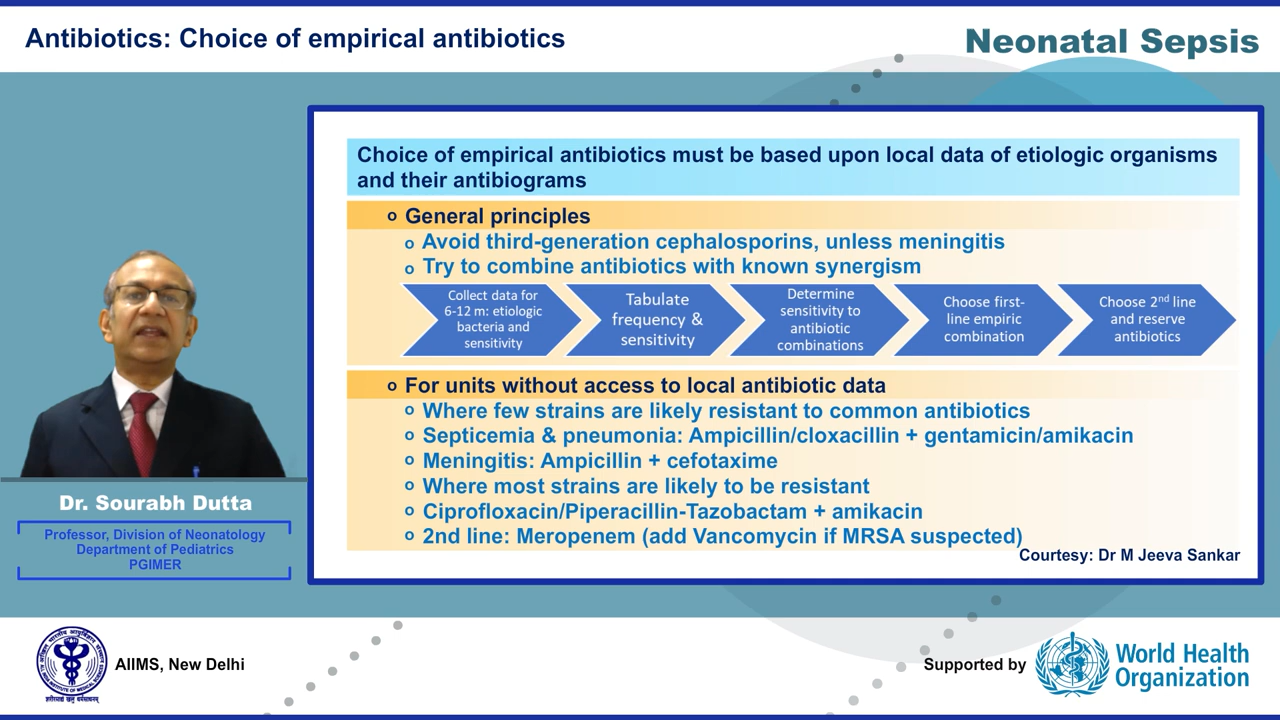 Antibiotics: Choice of empirical antibiotics
Neonatal Sepsis
Choice of empirical antibiotics must be based upon local data of etiologic organisms
and their antibiograms
o General principles
o Avoid third-generation cephalosporins, unless meningitis
o Try to combine antibiotics with known synergism
Collect data for
6-12 m: etiologic
bacteria and
sensitivity
Tabulate
frequency &
sensitivity
Determine
sensitivity to
antibiotic
combinations
Choose first-
line empiric
combination
Choose 2nd line
and reserve
antibiotics
o For units without access to local antibiotic data
o Where few strains are likely resistant to common antibiotics
o Septicemia & pneumonia: Ampicillin/cloxacillin + gentamicin/amikacin
o Meningitis: Ampicillin + cefotaxime
o Where most strains are likely to be resistant
o Ciprofloxacin/Piperacillin-Tazobactam + amikacin
o 2nd line: Meropenem (add Vancomycin if MRSA suspected)
Courtesy: Dr M Jeeva Sankar
Dr. Sourabh Dutta
Professor, Division of Neonatology
Department of Pediatrics
PGIMER
AIIMS, New Delhi
Supported by
World Health
Organization